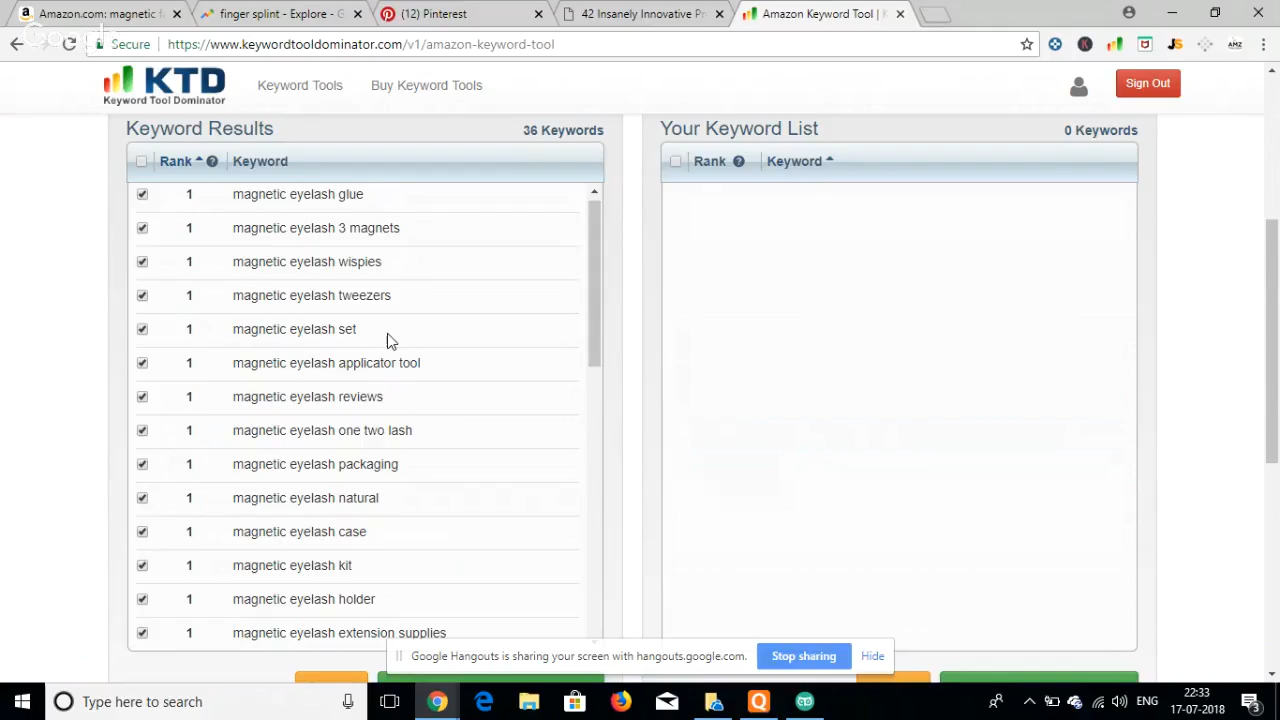 Amazon.com: magnetic f
finger splint - Explore - G
(12) Pinterest
42 Insanely Innovative Pr
Amazon Keyword Tool | K
Secure
https://www.keywordtooldominator.com/v1/amazon-keyword-tool
AMZ
KTD
Keyword Tool Dominator
Keyword Tools
Buy Keyword Tools
Sign Out
Keyword Results
36 Keywords
Rank
Keyword
1 magnetic eyelash glue
1 magnetic eyelash 3 magnets
1 magnetic eyelash wispies
1 magnetic eyelash tweezers
1 magnetic eyelash set
1 magnetic eyelash applicator tool
1 magnetic eyelash reviews
1 magnetic eyelash one two lash
1 magnetic eyelash packaging
1 magnetic eyelash natural
1 magnetic eyelash case
1 magnetic eyelash kit
1 magnetic eyelash holder
1 magnetic eyelash extension supplies
Your Keyword List
0 Keywords
Rank
Keyword
Google Hangouts is sharing your screen with hangouts.google.com.
Stop sharing
Hide
Type here to search
ENG
22:33
17-07-2018
3